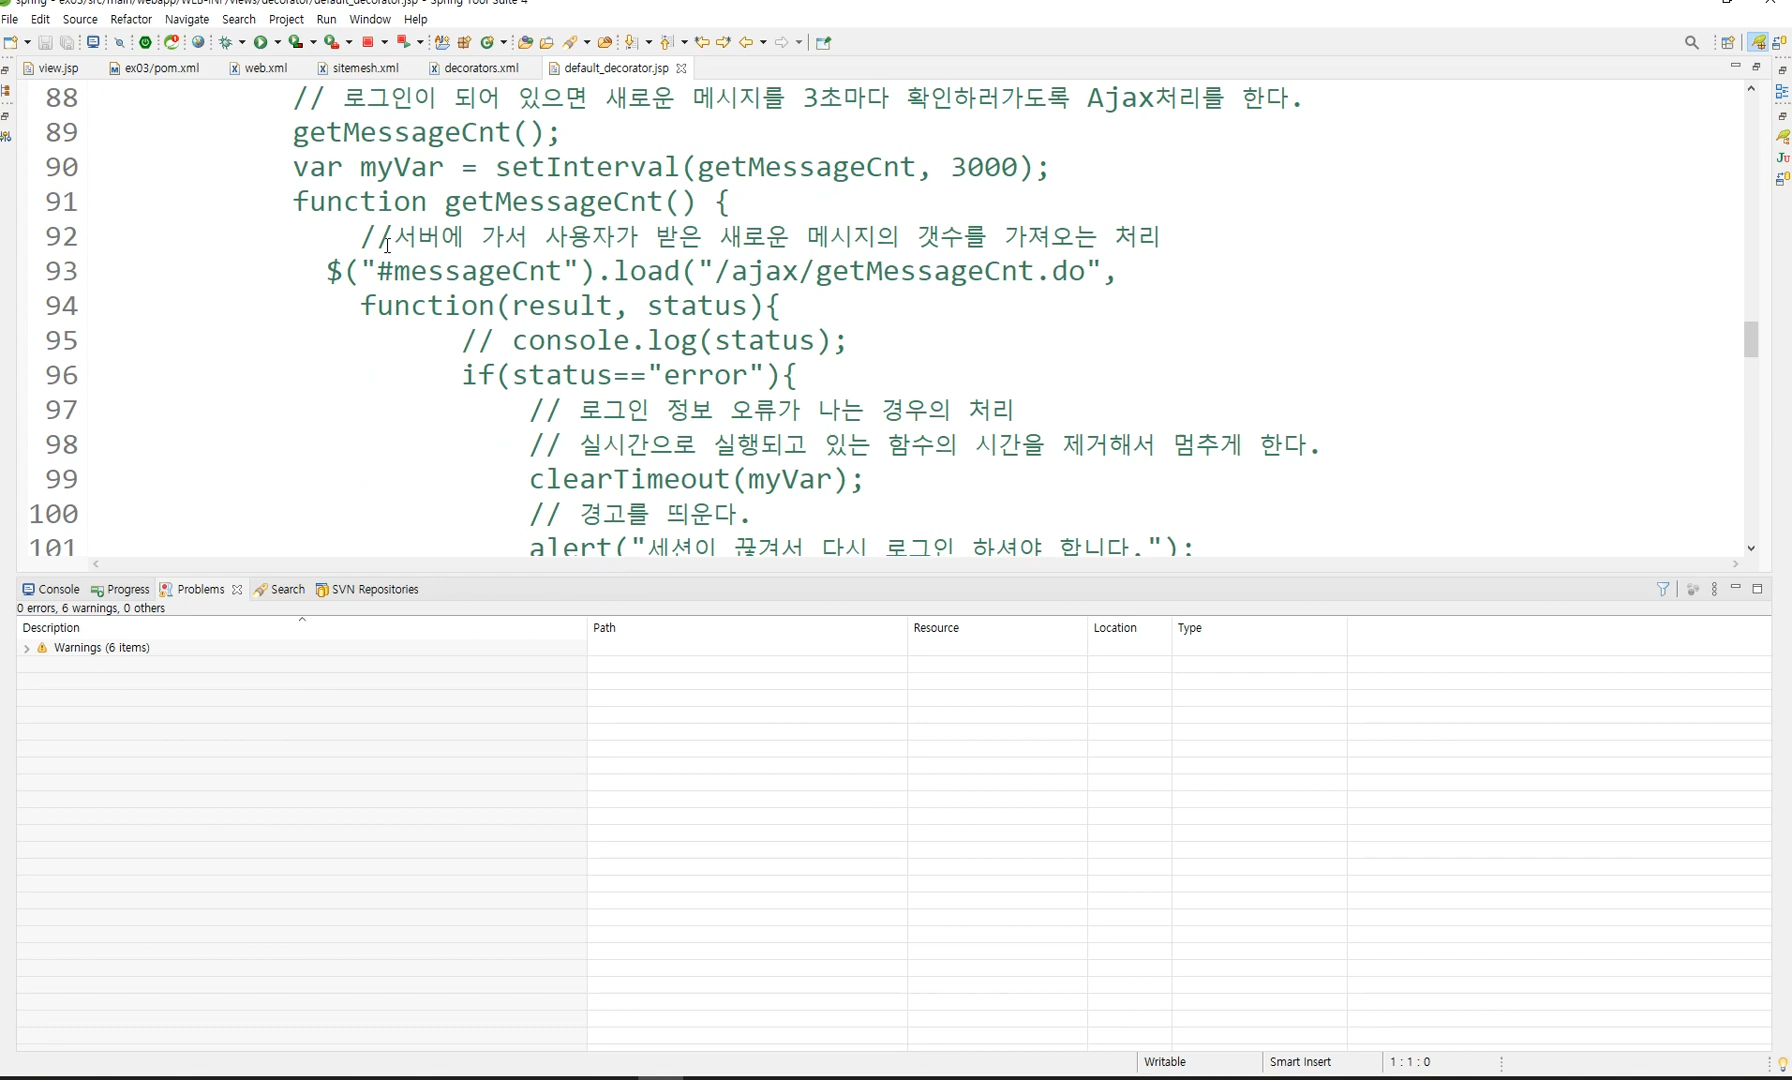 spring - ex03/src/main/webapp/WEB-INF/views/decorator/default_decorator.jsp - Spring Tool Suite 4
File Edit Source Refactor Navigate Search Project Run Window Help
view.jsp ex03/pom.xml web.xml sitemesh.xml decorators.xml default_decorator.jsp
88 // 로그인이 되어 있으면 새로운 메시지를 3초마다 확인하러가도록 Ajax처리를 한다.
89 getMessageCnt();
90 var myVar = setInterval(getMessageCnt, 3000);
91 function getMessageCnt() {
92 //서버에 가서 사용자가 받은 새로운 메시지의 갯수를 가져오는 처리
93 $("#messageCnt").load("/ajax/getMessageCnt.do",
94 function(result, status){
95 // console.log(status);
96 if(status=="error"){
97 // 로그인 정보 오류가 나는 경우의 처리
98 // 실시간으로 실행되고 있는 함수의 시간을 제거해서 멈추게 한다.
99 clearTimeout(myVar);
100 // 경고를 띄운다.
101 alert("세션이 끊겨서 다시 로그인 하셔야 합니다.");
Console Progress Problems Search SVN Repositories
0 errors, 6 warnings, 0 others
Description Path Resource Location Type
Warnings (6 items)
Writable Smart Insert 1 : 1 : 0